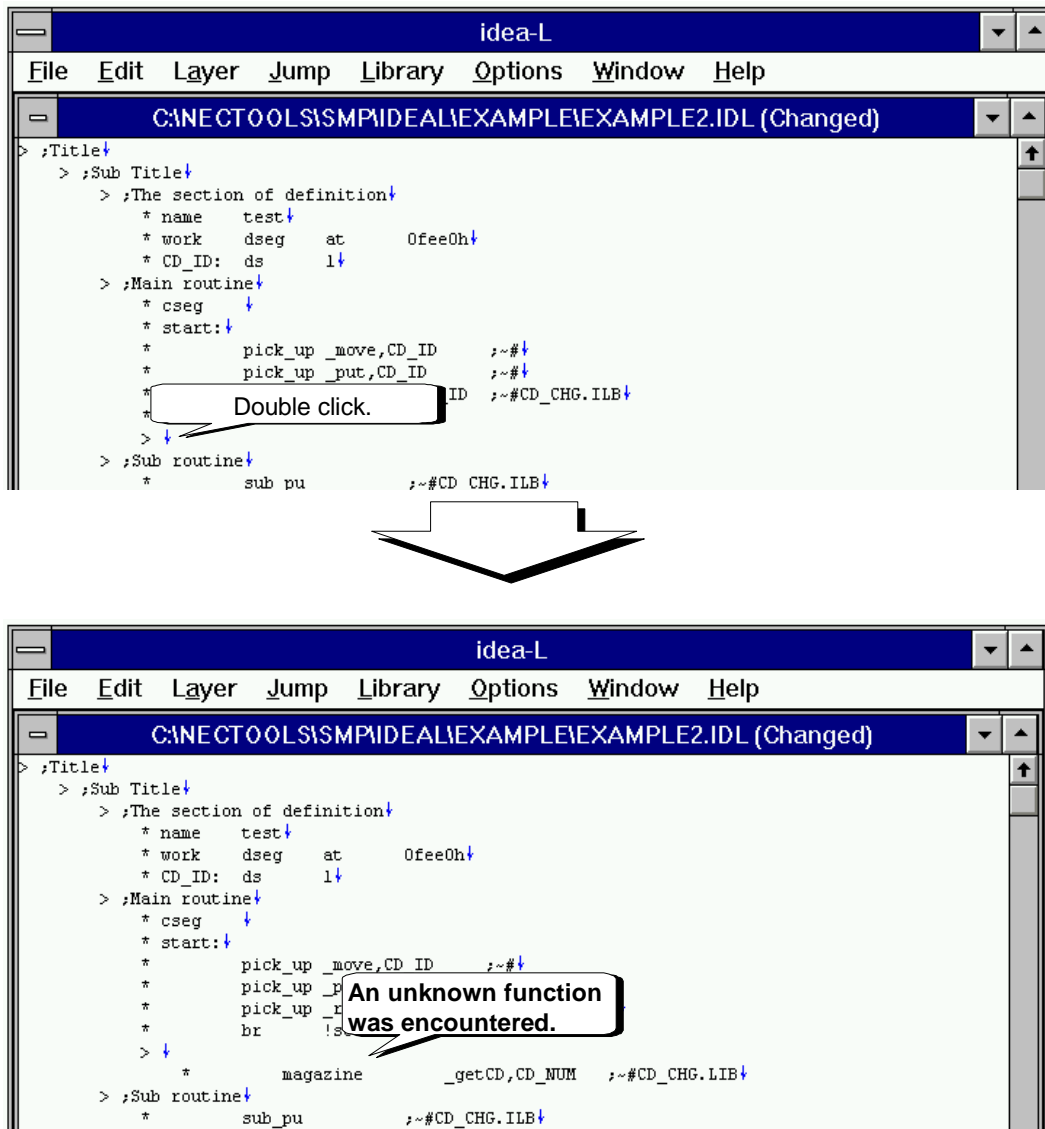 idea-L
File Edit Layer Jump Library Options Window Help
C:\NECTOOLS\SMP\IDEAL\EXAMPLE\EXAMPLE2.IDL (Changed)
> ;Title↓
> ;Sub Title↓
> ;The section of definition↓
* name test↓
* work dseg at 0fee0h↓
* CD_ID: ds 1↓
> ;Main routine↓
* cseg ↓
* start:↓
* pick_up _move,CD_ID ;~#↓
* pick_up _put,CD_ID ;~#↓
* _ID ;~#CD_CHG.ILB↓
*
Double click.
> ↓
> ;Sub routine↓
* sub_pu ;~#CD_CHG.ILB↓
idea-L
File Edit Layer Jump Library Options Window Help
C:\NECTOOLS\SMP\IDEAL\EXAMPLE\EXAMPLE2.IDL (Changed)
> ;Title↓
> ;Sub Title↓
> ;The section of definition↓
* name test↓
* work dseg at 0fee0h↓
* CD_ID: ds 1↓
> ;Main routine↓
* cseg ↓
* start:↓
* pick_up _move,CD_ID ;~#↓
* pick_up
* pick_up
* br
An unknown function
was encountered.
> ↓
* magazine _getCD,CD_NUM ;~#CD_CHG.LIB↓
> ;Sub routine↓
* sub_pu ;~#CD_CHG.ILB↓